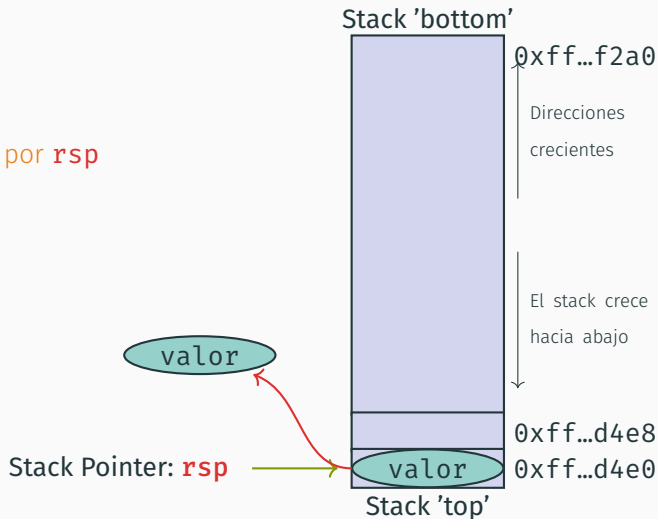 Stack 'bottom'
0xff…f2a0
Direcciones
crecientes
por rsp
El stack crece
hacia abajo
valor
0xff…d4e8
Stack Pointer: rsp
valor
0xff…d4e0
Stack 'top'